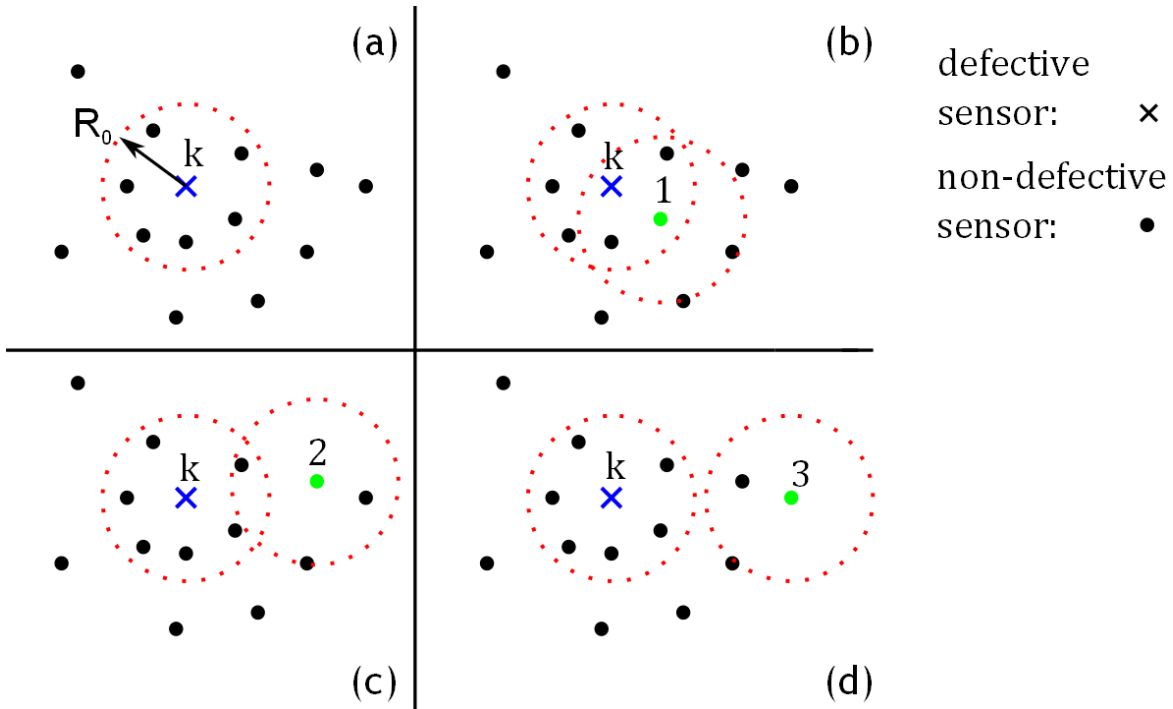 (a)
R₀
k
(b)
k
1
defective
sensor: ×
non-defective
sensor: ●
(c)
k
2
(d)
k
3